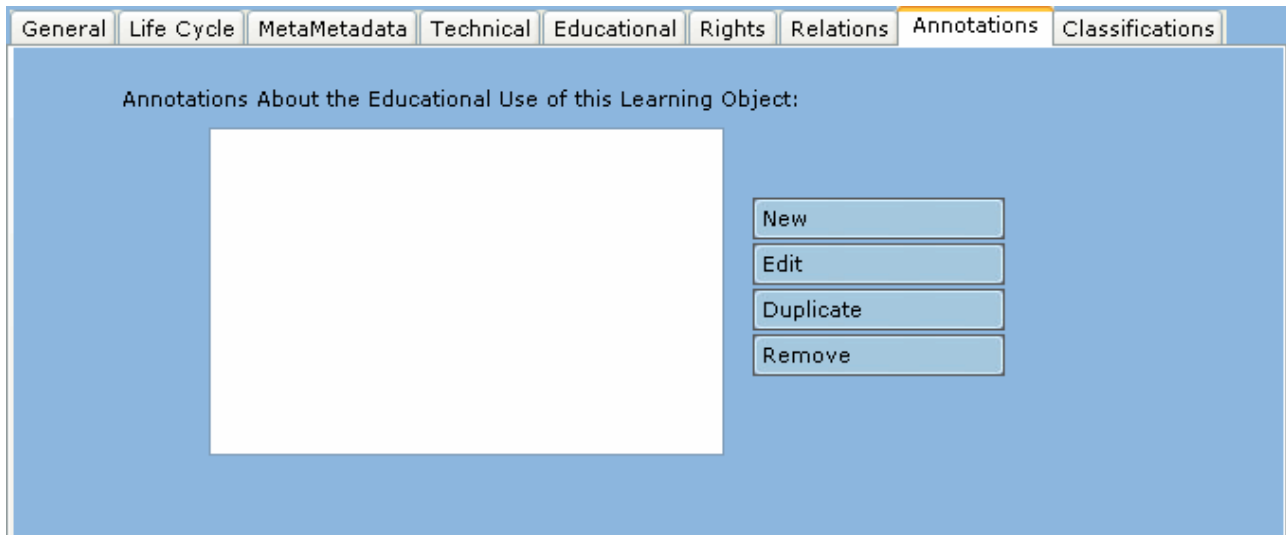 General Life Cycle MetaMetadata Technical Educational Rights Relations Annotations Classifications
Annotations About the Educational Use of this Learning Object:
New
Edit
Duplicate
Remove